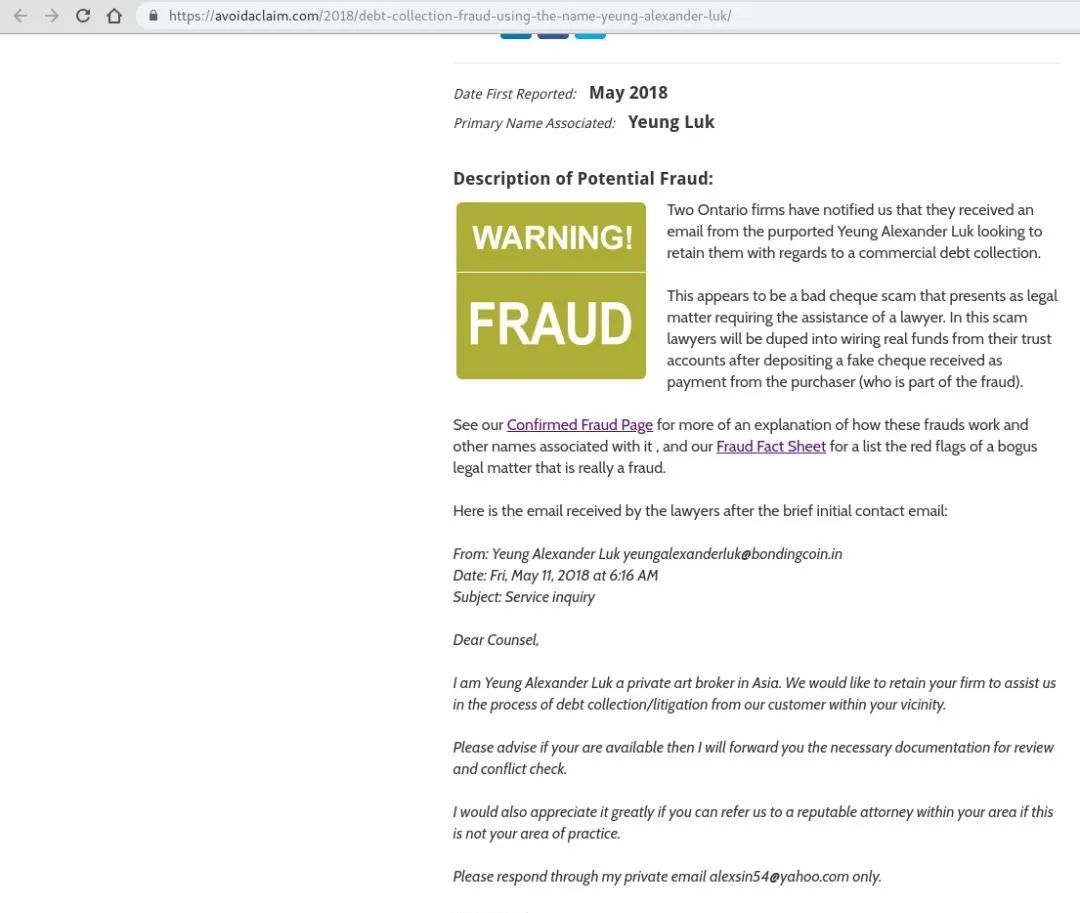 https://avoidaclaim.com/2018/debt-collection-fraud-using-the-name-yeung-alexander-luk/
Date First Reported: May 2018
Primary Name Associated: Yeung Luk
Description of Potential Fraud:
WARNING!
FRAUD
Two Ontario firms have notified us that they received an
email from the purported Yeung Alexander Luk looking to
retain them with regards to a commercial debt collection.
This appears to be a bad cheque scam that presents as legal
matter requiring the assistance of a lawyer. In this scam
lawyers will be duped into wiring real funds from their trust
accounts after depositing a fake cheque received as
payment from the purchaser (who is part of the fraud).
See our Confirmed Fraud Page for more of an explanation of how these frauds work and
other names associated with it , and our Fraud Fact Sheet for a list the red flags of a bogus
legal matter that is really a fraud.
Here is the email received by the lawyers after the brief initial contact email:
From: Yeung Alexander Luk yeungalexanderluk@bondingcoin.in
Date: Fri, May 11, 2018 at 6:16 AM
Subject: Service inquiry
Dear Counsel,
I am Yeung Alexander Luk a private art broker in Asia. We would like to retain your firm to assist us
in the process of debt collection/litigation from our customer within your vicinity.
Please advise if your are available then I will forward you the necessary documentation for review
and conflict check.
I would also appreciate it greatly if you can refer us to a reputable attorney within your area if this
is not your area of practice.
Please respond through my private email alexsin54@yahoo.com only.